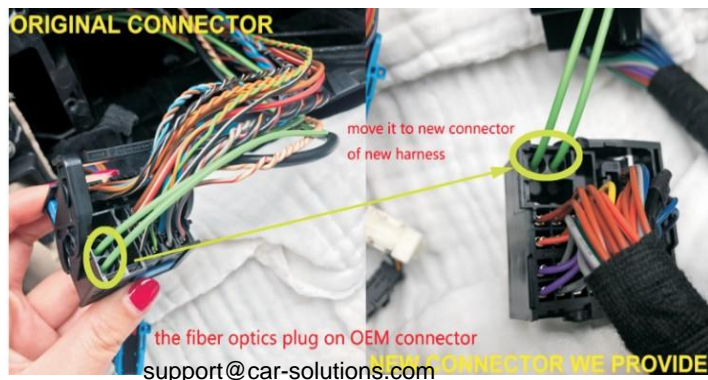 ORIGINAL CONNECTOR
move it to new connector
of new harness
the fiber optics plug on OEM connector
support@car-solutions.com
NEW CONNECTOR WE PROVIDE